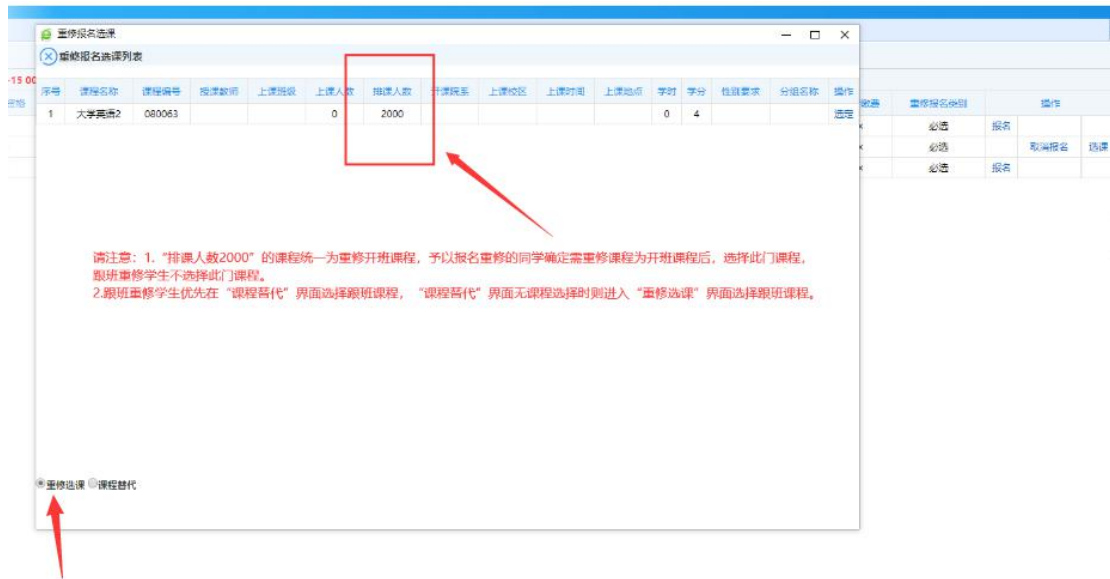 重修报名选课
重修报名选课列表
-15 00
序号 课程名称 课程编号 授课教师 上课班级 上课人数 排课人数 开课院系 上课校区 上课时间 上课地点 学时 学分 性别要求 分组名称 操作
1 大学英语2 080063 0 2000 0 4 选定
重修报名类别 操作
必选 报名
必选 取消报名 选课
必选 报名
请注意：1.“排课人数2000”的课程统一为重修开班课程，予以报名重修的同学确定需重修课程为开班课程后，选择此门课程，
跟班重修学生不选择此门课程。
2.跟班重修学生优先在“课程替代”界面选择跟班课程，“课程替代”界面无课程选择时则进入“重修选课”界面选择跟班课程。
重修选课 课程替代